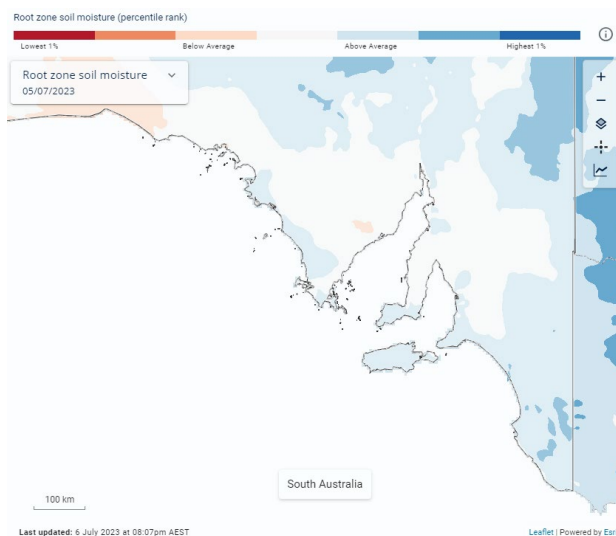 Root zone soil moisture (percentile rank)
Lowest 1% Below Average Above Average Highest 1%
Root zone soil moisture
05/07/2023
South Australia
100 km
Last updated: 6 July 2023 at 08:07pm AEST
Leaflet | Powered by Esri